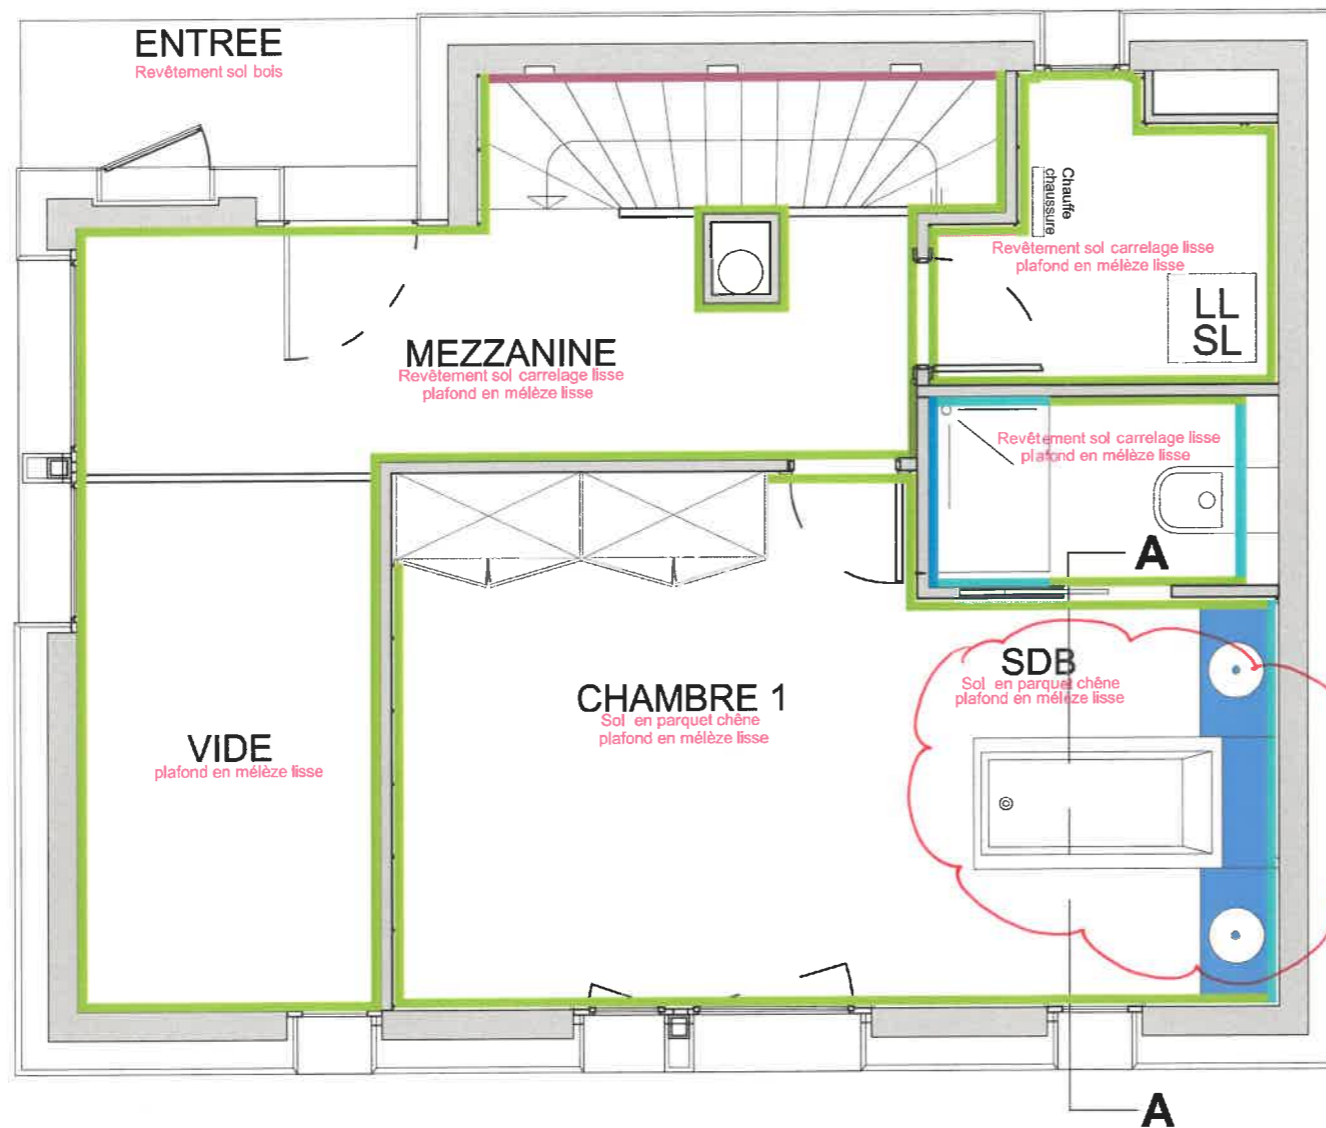 ENTREE
Revêtement sol bois
Chauffe
chaussure
Revêtement sol carrelage lisse
plafond en mélèze lisse
LL
SL
MEZZANINE
Revêtement sol carrelage lisse
plafond en mélèze lisse
Revêtement sol carrelage lisse
plafond en mélèze lisse
A
SDB
Sol en parquet chêne
plafond en mélèze lisse
CHAMBRE 1
Sol en parquet chêne
plafond en mélèze lisse
VIDE
plafond en mélèze lisse
A